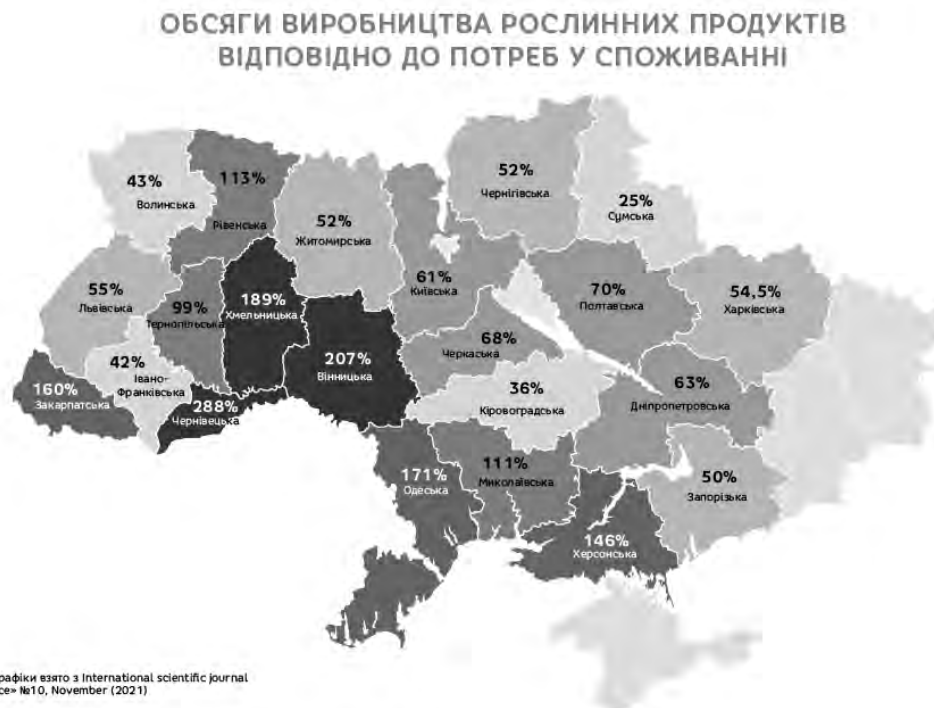 ОБСЯГИ ВИРОБНИЦТВА РОСЛИННИХ ПРОДУКТІВ
ВІДПОВІДНО ДО ПОТРЕБ У СПОЖИВАННІ
43%
Волинська
113%
Рівенська
52%
Житомирська
52%
Чернігівська
25%
Сумська
55%
Львівська
99%
Тернопільська
189%
Хмельницька
61%
Київська
70%
Полтавська
54,5%
Харківська
42%
Івано-
Франківська
207%
Вінницька
68%
Черкаська
36%
Кіровоградська
63%
Дніпропетровська
160%
Закарпатська
288%
Чернівецька
171%
Одеська
111%
Миколаївська
50%
Запорізька
146%
Херсонська
взято з International scientific journal
№10, November (2021)